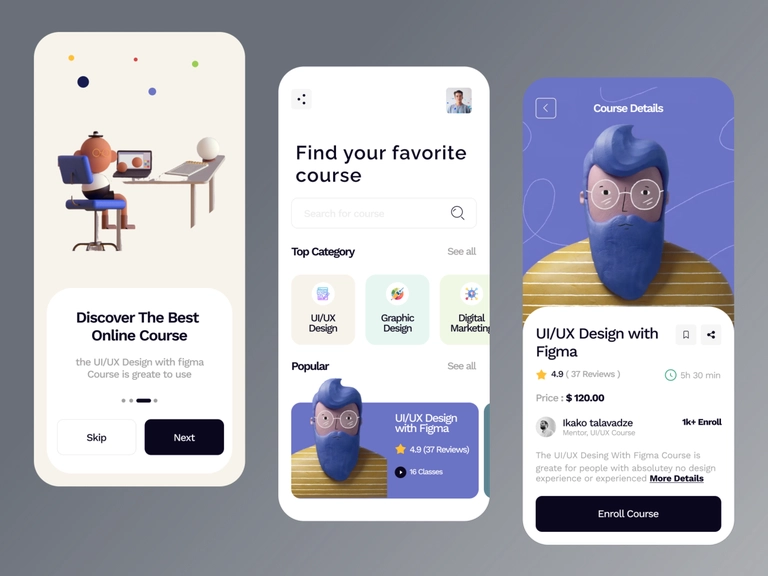 Discover The Best
Online Course
the UI/UX Design with figma
Course is greate to use
Skip
Next
Find your favorite
course
Search for course
Top Category
See all
UI/UX
Design
Graphic
Design
Digital
Marketing
Popular
See all
UI/UX Design
with Figma
4.9 (37 Reviews)
16 Classes
Course Details
UI/UX Design with
Figma
4.9 ( 37 Reviews )
5h 30 min
Price : $ 120.00
Ikako talavadze
Mentor, UI/UX Course
1k+ Enroll
The UI/UX Desing With Figma Course is
greate for people with absolutey no design
experience or experienced More Details
Enroll Course